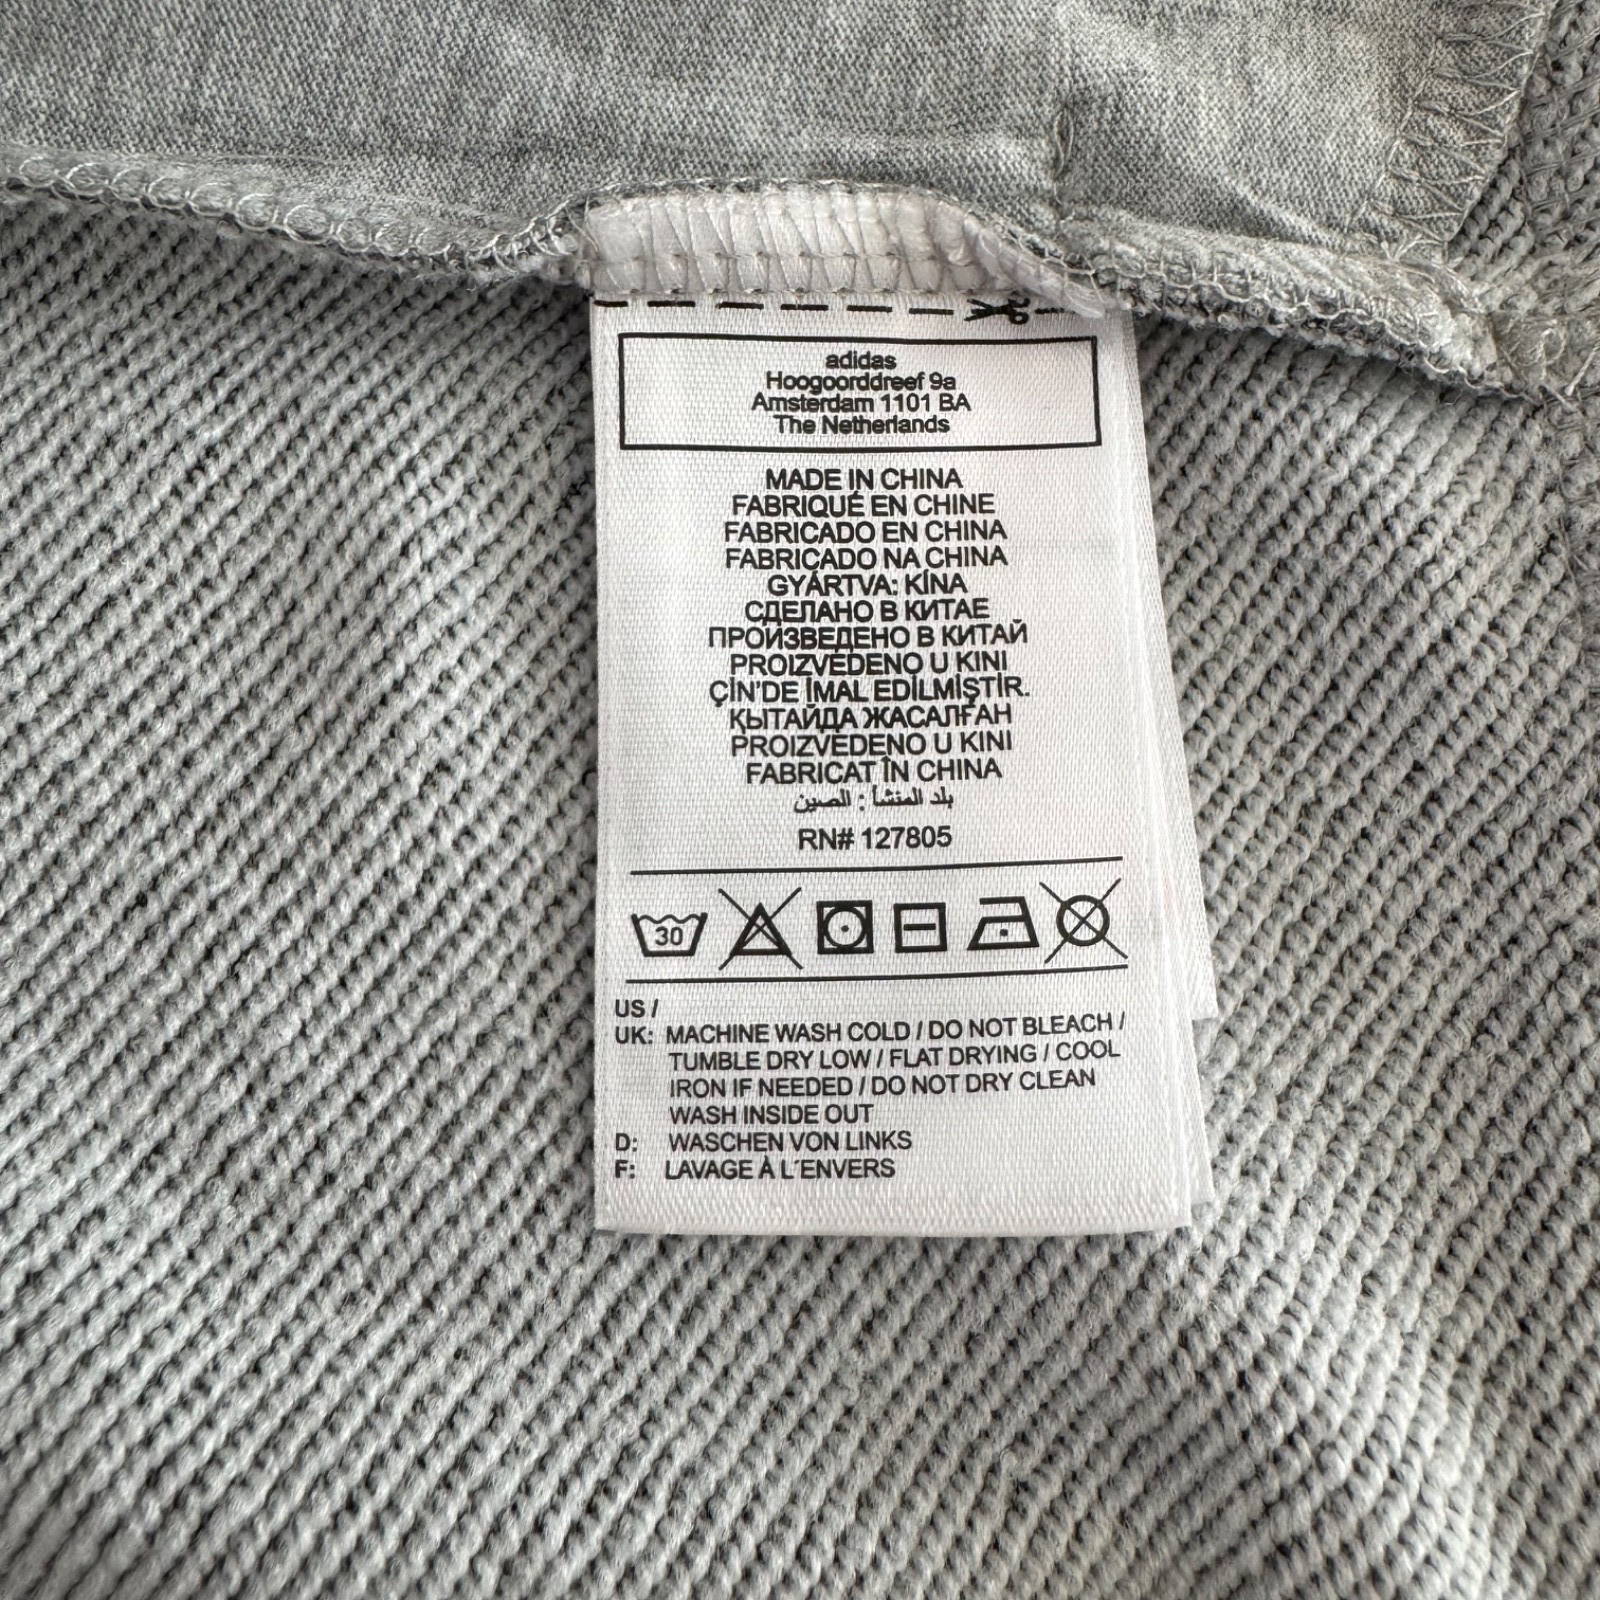 adidas
Hoogoorddreef 9a
Amsterdam 1101 BA
The Netherlands
MADE IN CHINA
FABRIQUÉ EN CHINE
FABRICADO EN CHINA
FABRICADO NA CHINA
GYÁRTVA: KÍNA
СДЕЛАНО В КИТАЕ
ПРОИЗВЕДЕНО В КИТАЙ
PROIZVEDENO U KINI
ÇİN'DE İMAL EDİLMİŞTİR.
ҚЫТАЙДА ЖАСАЛҒАН
PROIZVEDENO U KINI
FABRICAT ÎN CHINA
بلد المنشأ : الصين
RN# 127805
30
US /
UK: MACHINE WASH COLD / DO NOT BLEACH /
TUMBLE DRY LOW / FLAT DRYING / COOL
IRON IF NEEDED / DO NOT DRY CLEAN
WASH INSIDE OUT
D: WASCHEN VON LINKS
F: LAVAGE À L´ENVERS